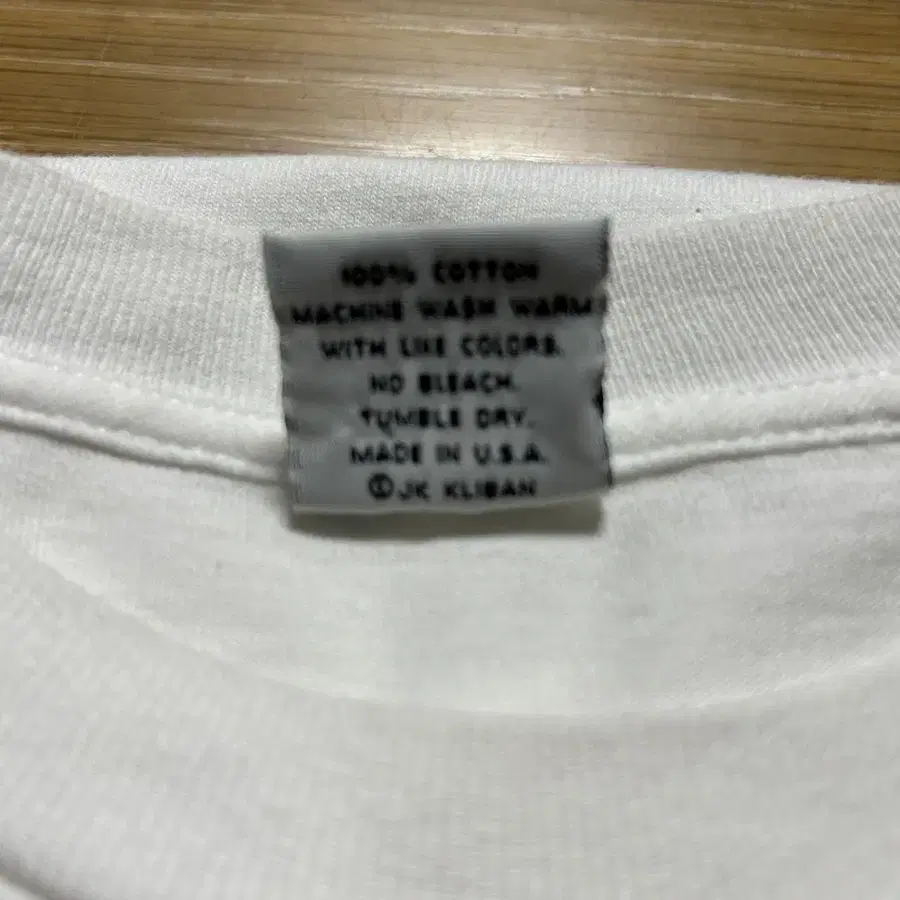 100% COTTON
MACHINE WASH WARM
WITH LIKE COLORS.
NO BLEACH.
TUMBLE DRY.
MADE IN U.S.A.
©JK KLIBAN